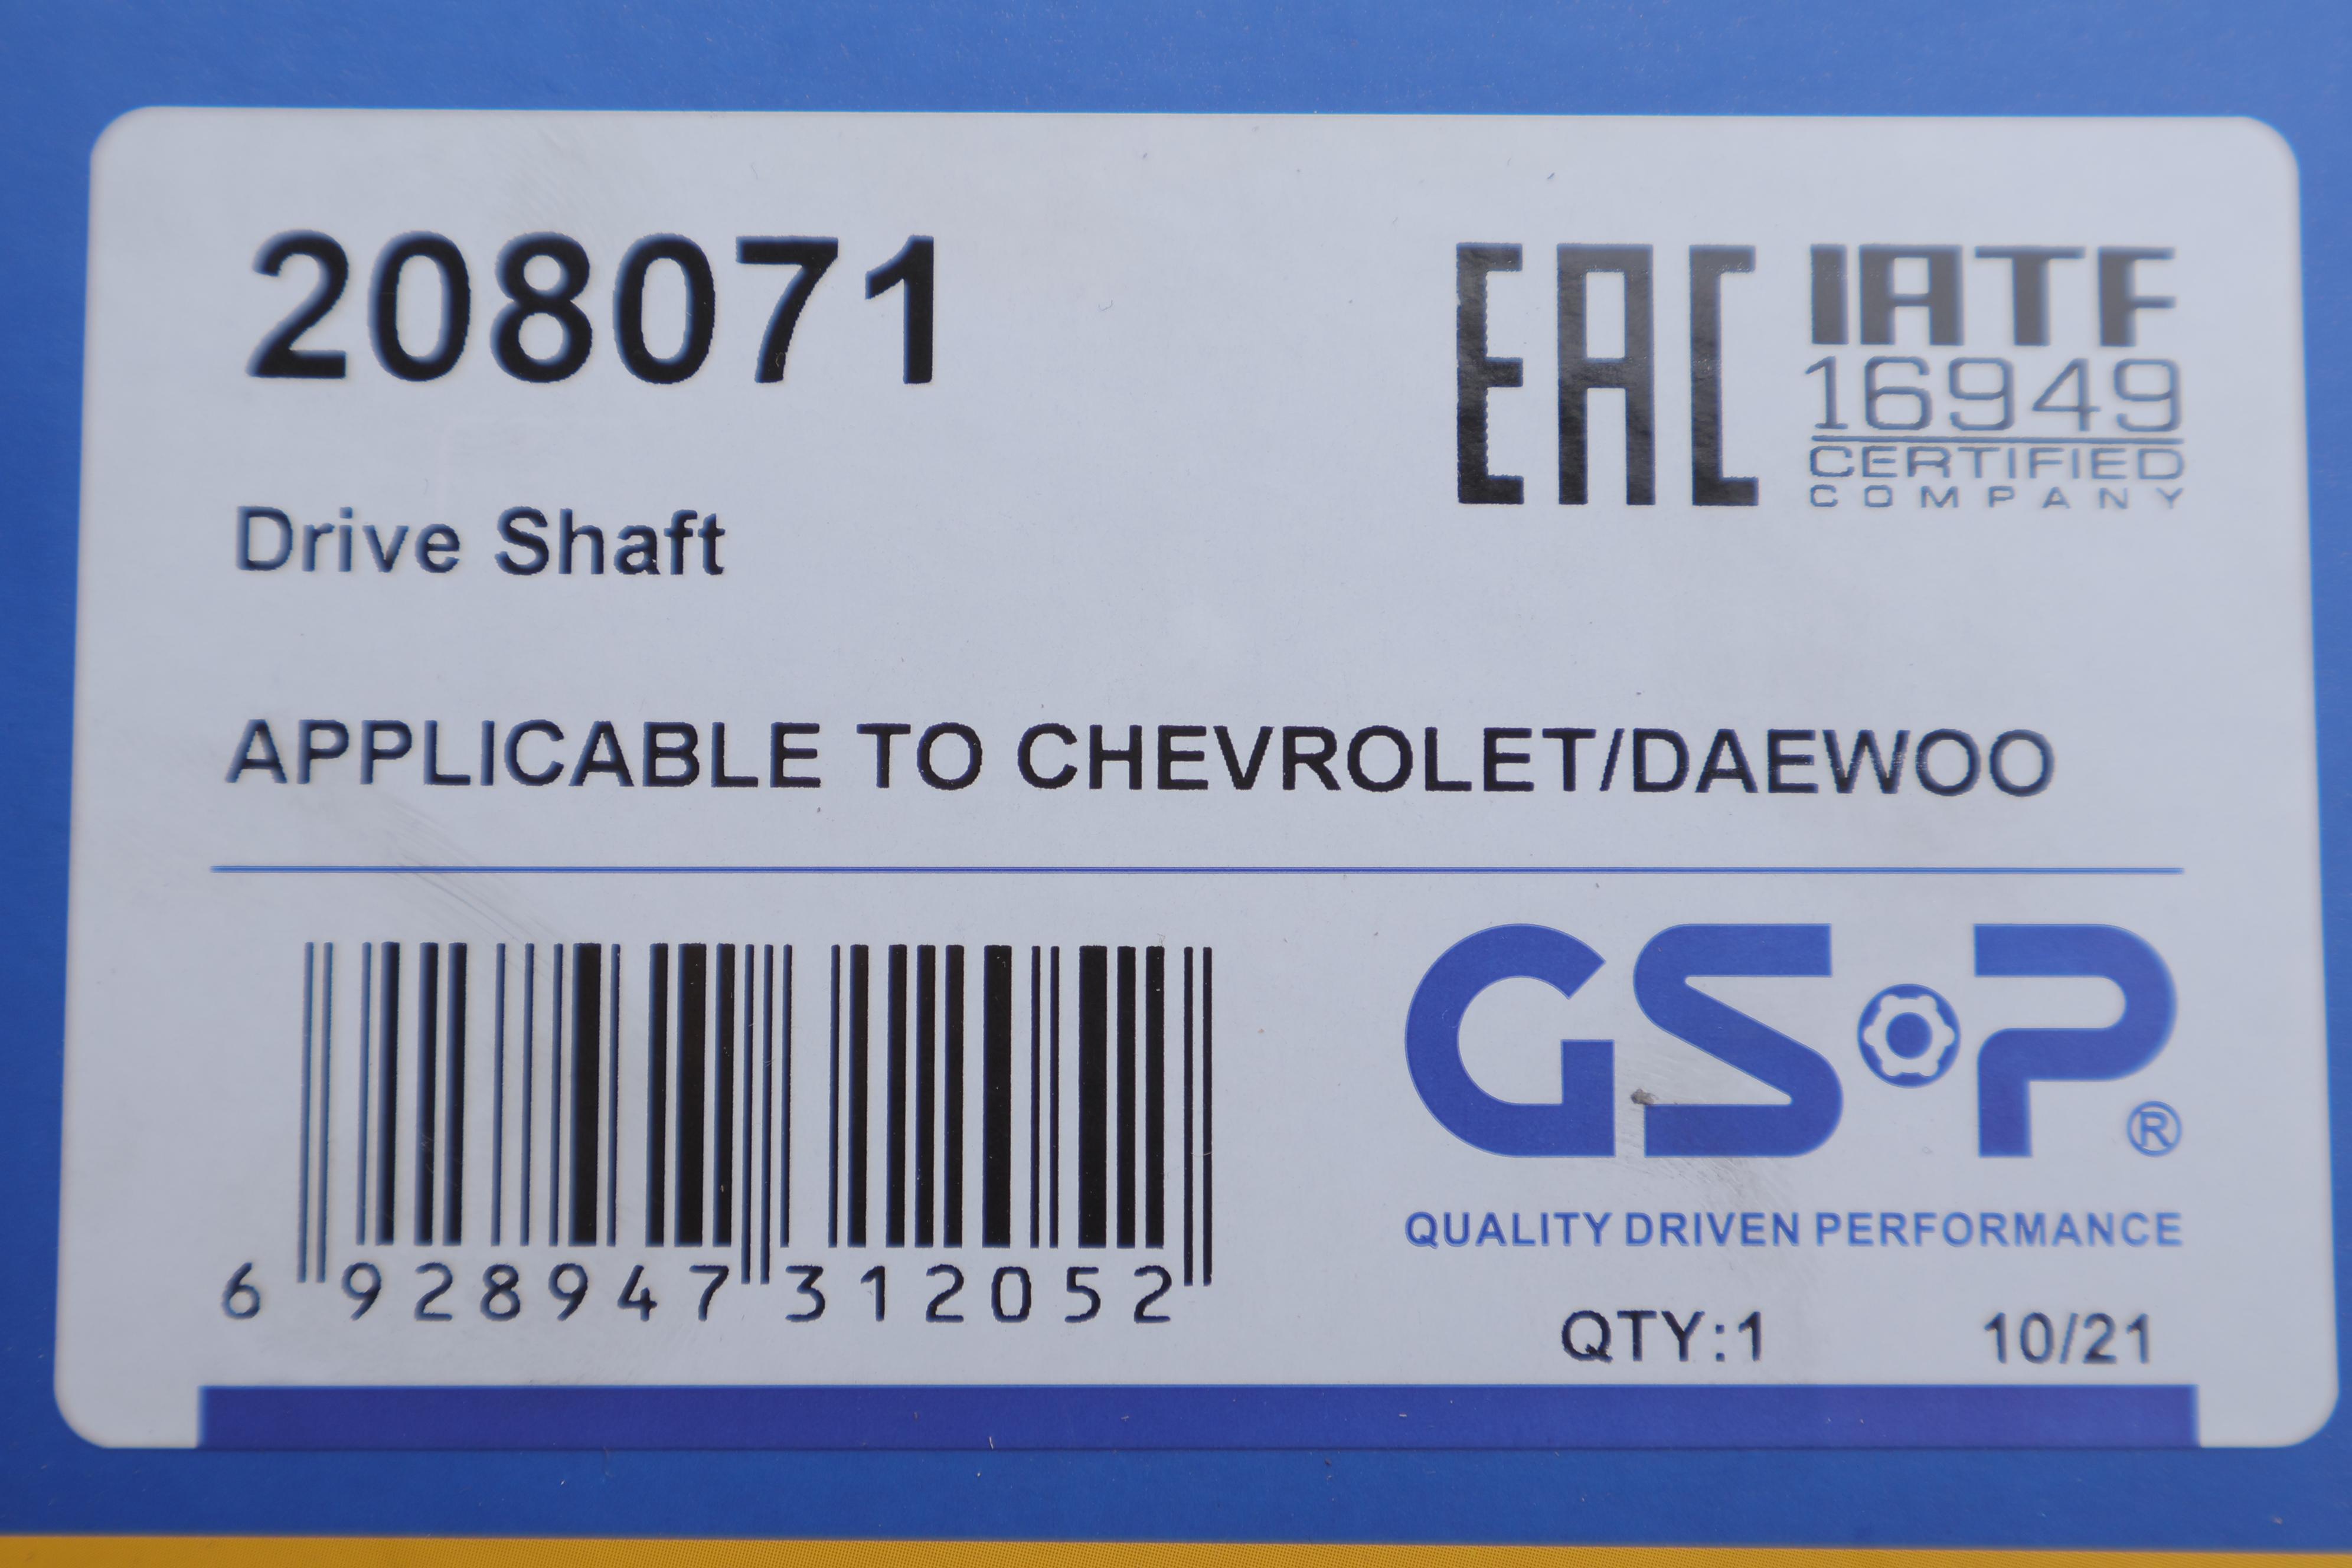 208071
EAC
IATF
16949
CERTIFIED
COMPANY
Drive Shaft
APPLICABLE TO CHEVROLET/DAEWOO
6 928947 312052
GSP®
QUALITY DRIVEN PERFORMANCE
QTY:1 10/21